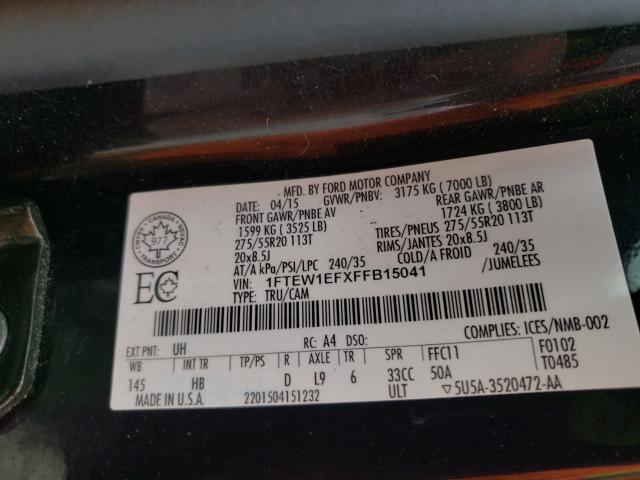 MFD. BY FORD MOTOR COMPANY
DATE: 04/15 GVWR/PNBV: 3175 KG (7000 LB)
FRONT GAWR/PNBE AV REAR GAWR/PNBE AR
1599 KG (3525 LB) 1724 KG (3800 LB)
275/55R20 113T TIRES/PNEUS 275/55R20 113T
20x8.5J RIMS/JANTES 20x8.5J
AT/A kPa/PSI/LPC 240/35 COLD/A FROID 240/35
VIN: 1FTEW1EFXFFB15041 /JUMELEES
TYPE: TRU/CAM
CANADA
977
TRANSPORT
EC
EXT PNT: UH RC: A4 DSO: COMPLIES: ICES/NMB-002
WB INT TR TP/PS R AXLE TR SPR FFC11 F0102
145 HB D L9 6 33CC 50A T0485
MADE IN U.S.A. 2201504151232 ULT ▽5U5A-3520472-AA